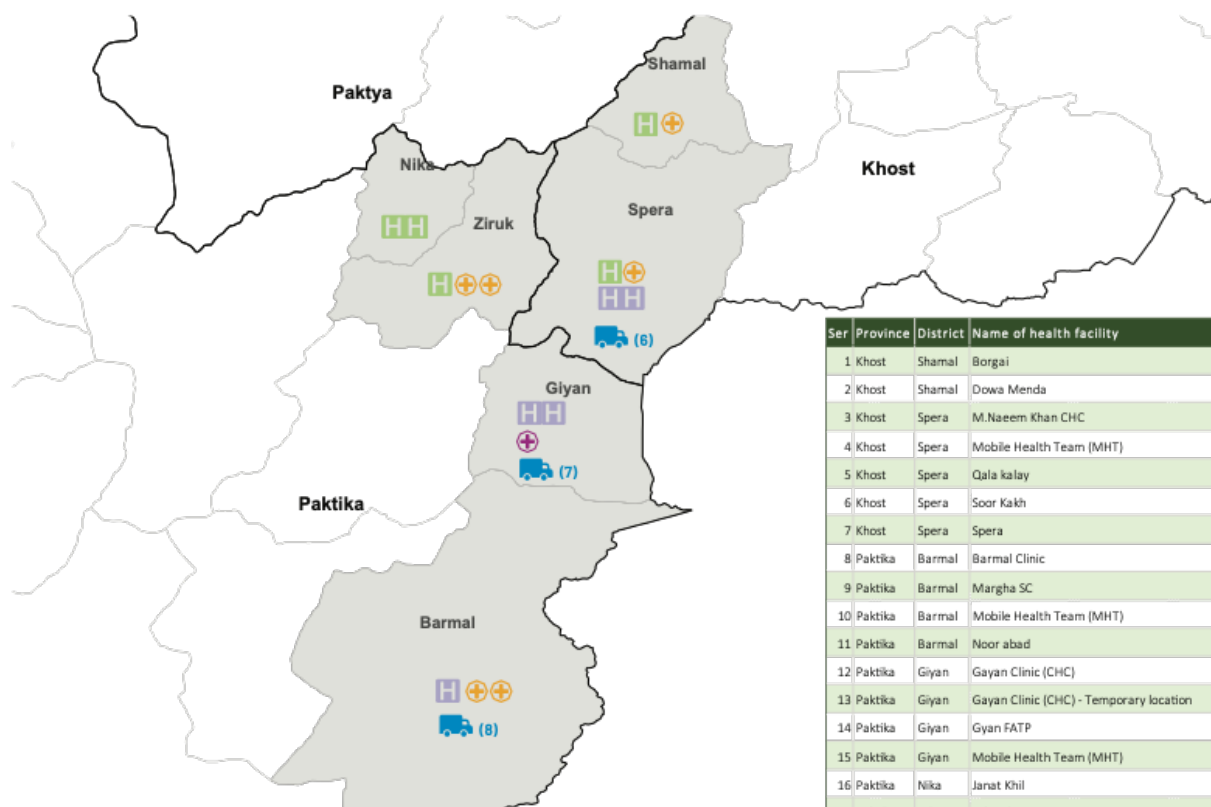 Shamal
Paktya
H
Nika
Khost
Spera
Ziruk
HH
H
H
HH
(6)
Giyan
HH
(7)
Paktika
Barmal
H
(8)
Ser Province District Name of health facility
1 Khost Shamal Borgai
2 Khost Shamal Dowa Menda
3 Khost Spera M.Naeem Khan CHC
4 Khost Spera Mobile Health Team (MHT)
5 Khost Spera Qala kalay
6 Khost Spera Soor Kakh
7 Khost Spera Spera
8 Paktika Barmal Barmal Clinic
9 Paktika Barmal Margha SC
10 Paktika Barmal Mobile Health Team (MHT)
11 Paktika Barmal Noor abad
12 Paktika Giyan Gayan Clinic (CHC)
13 Paktika Giyan Gayan Clinic (CHC) - Temporary location
14 Paktika Giyan Gyan FATP
15 Paktika Giyan Mobile Health Team (MHT)
16 Paktika Nika Janat Khil